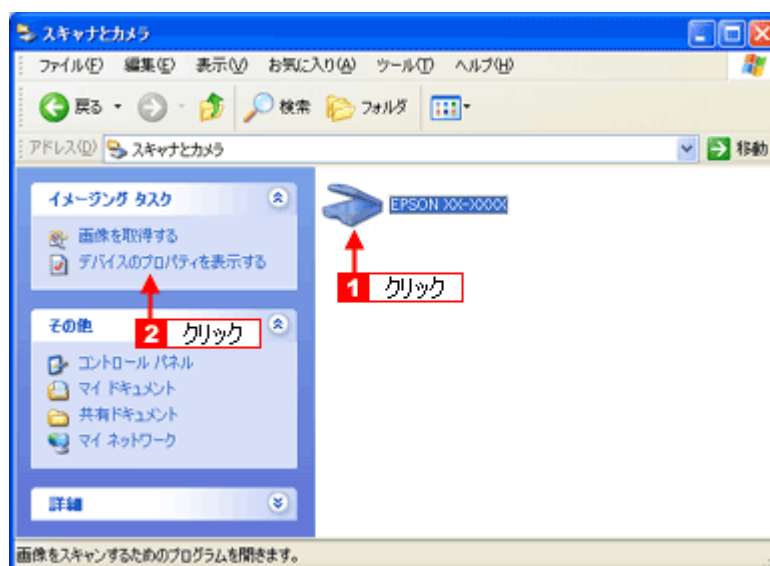 スキャナとカメラ
ファイル(F) 編集(E) 表示(V) お気に入り(A) ツール(T) ヘルプ(H)
戻る 検索 フォルダ
アドレス(D) スキャナとカメラ 移動
イメージング タスク
画像を取得する
デバイスのプロパティを表示する
EPSON XX-XXXX
1 クリック
2 クリック
その他
コントロール パネル
マイ ドキュメント
共有ドキュメント
マイ ネットワーク
詳細
画像をスキャンするためのプログラムを開きます。